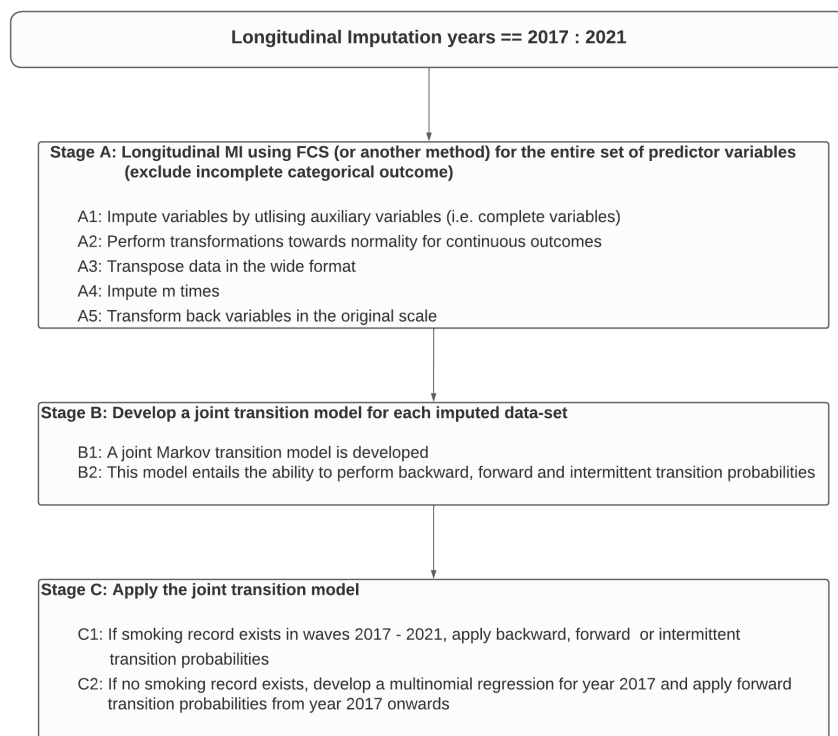 Longitudinal Imputation years == 2017 : 2021
Stage A: Longitudinal MI using FCS (or another method) for the entire set of predictor variables
(exclude incomplete categorical outcome)
A1: Impute variables by utlising auxiliary variables (i.e. complete variables)
A2: Perform transformations towards normality for continuous outcomes
A3: Transpose data in the wide format
A4: Impute m times
A5: Transform back variables in the original scale
Stage B: Develop a joint transition model for each imputed data-set
B1: A joint Markov transition model is developed
B2: This model entails the ability to perform backward, forward and intermittent transition probabilities
Stage C: Apply the joint transition model
C1: If smoking record exists in waves 2017 - 2021, apply backward, forward  or intermittent
transition probabilities
C2: If no smoking record exists, develop a multinomial regression for year 2017 and apply forward
transition probabilities from year 2017 onwards